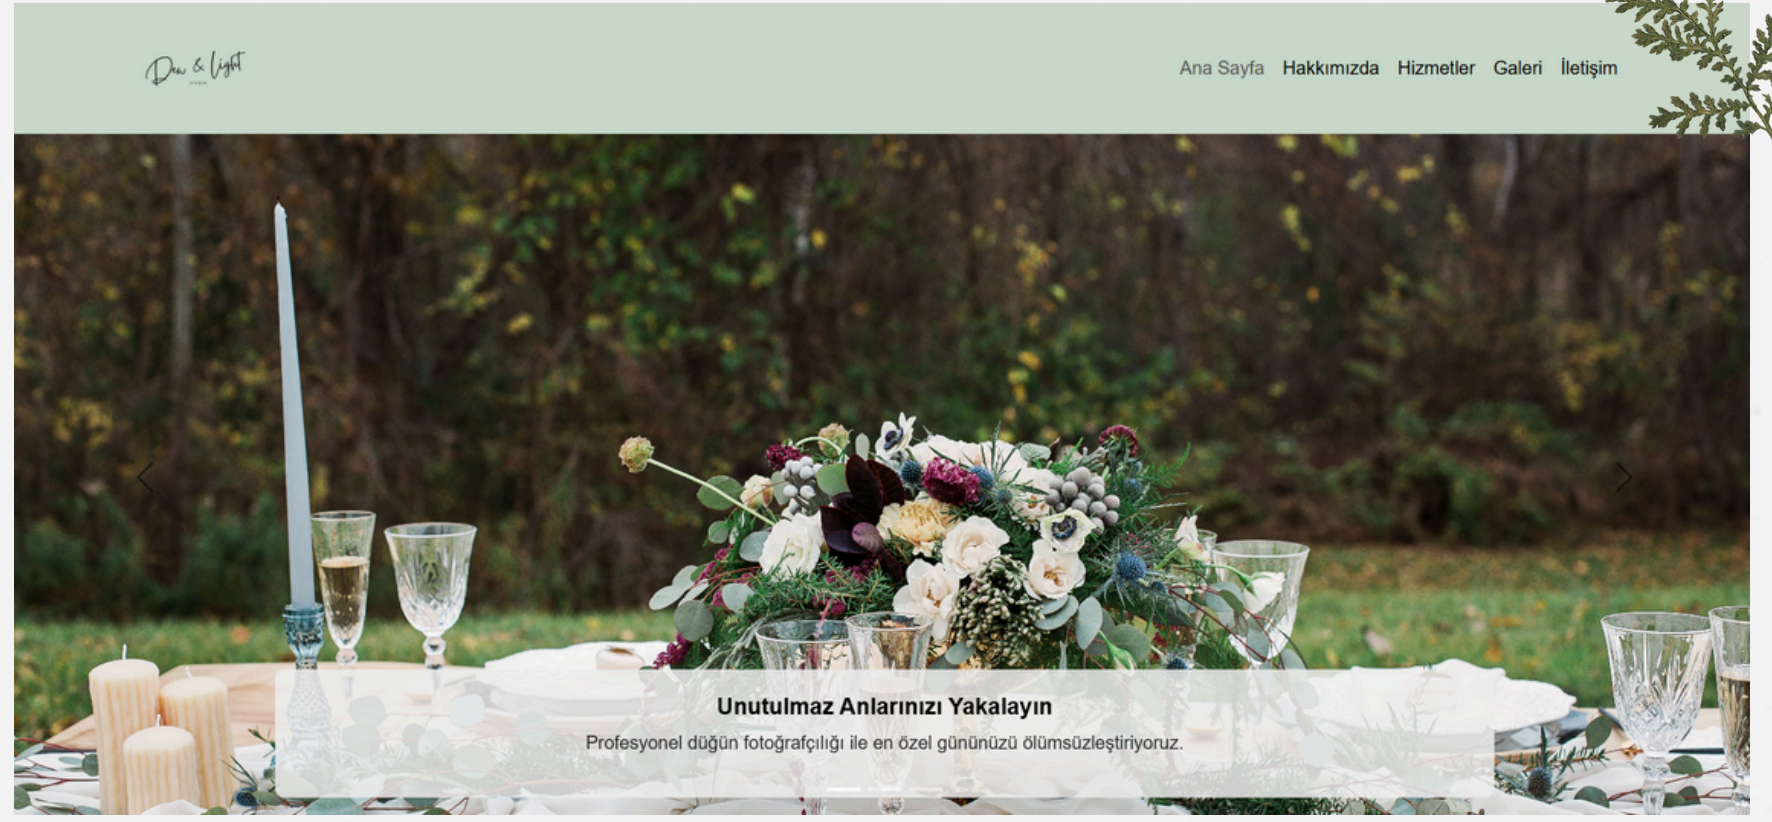 Dew & Light
STUDIO
Ana Sayfa Hakkımızda Hizmetler Galeri İletişim
Unutulmaz Anlarınızı Yakalayın
Profesyonel düğün fotoğrafçılığı ile en özel gününüzü ölümsüzleştiriyoruz.